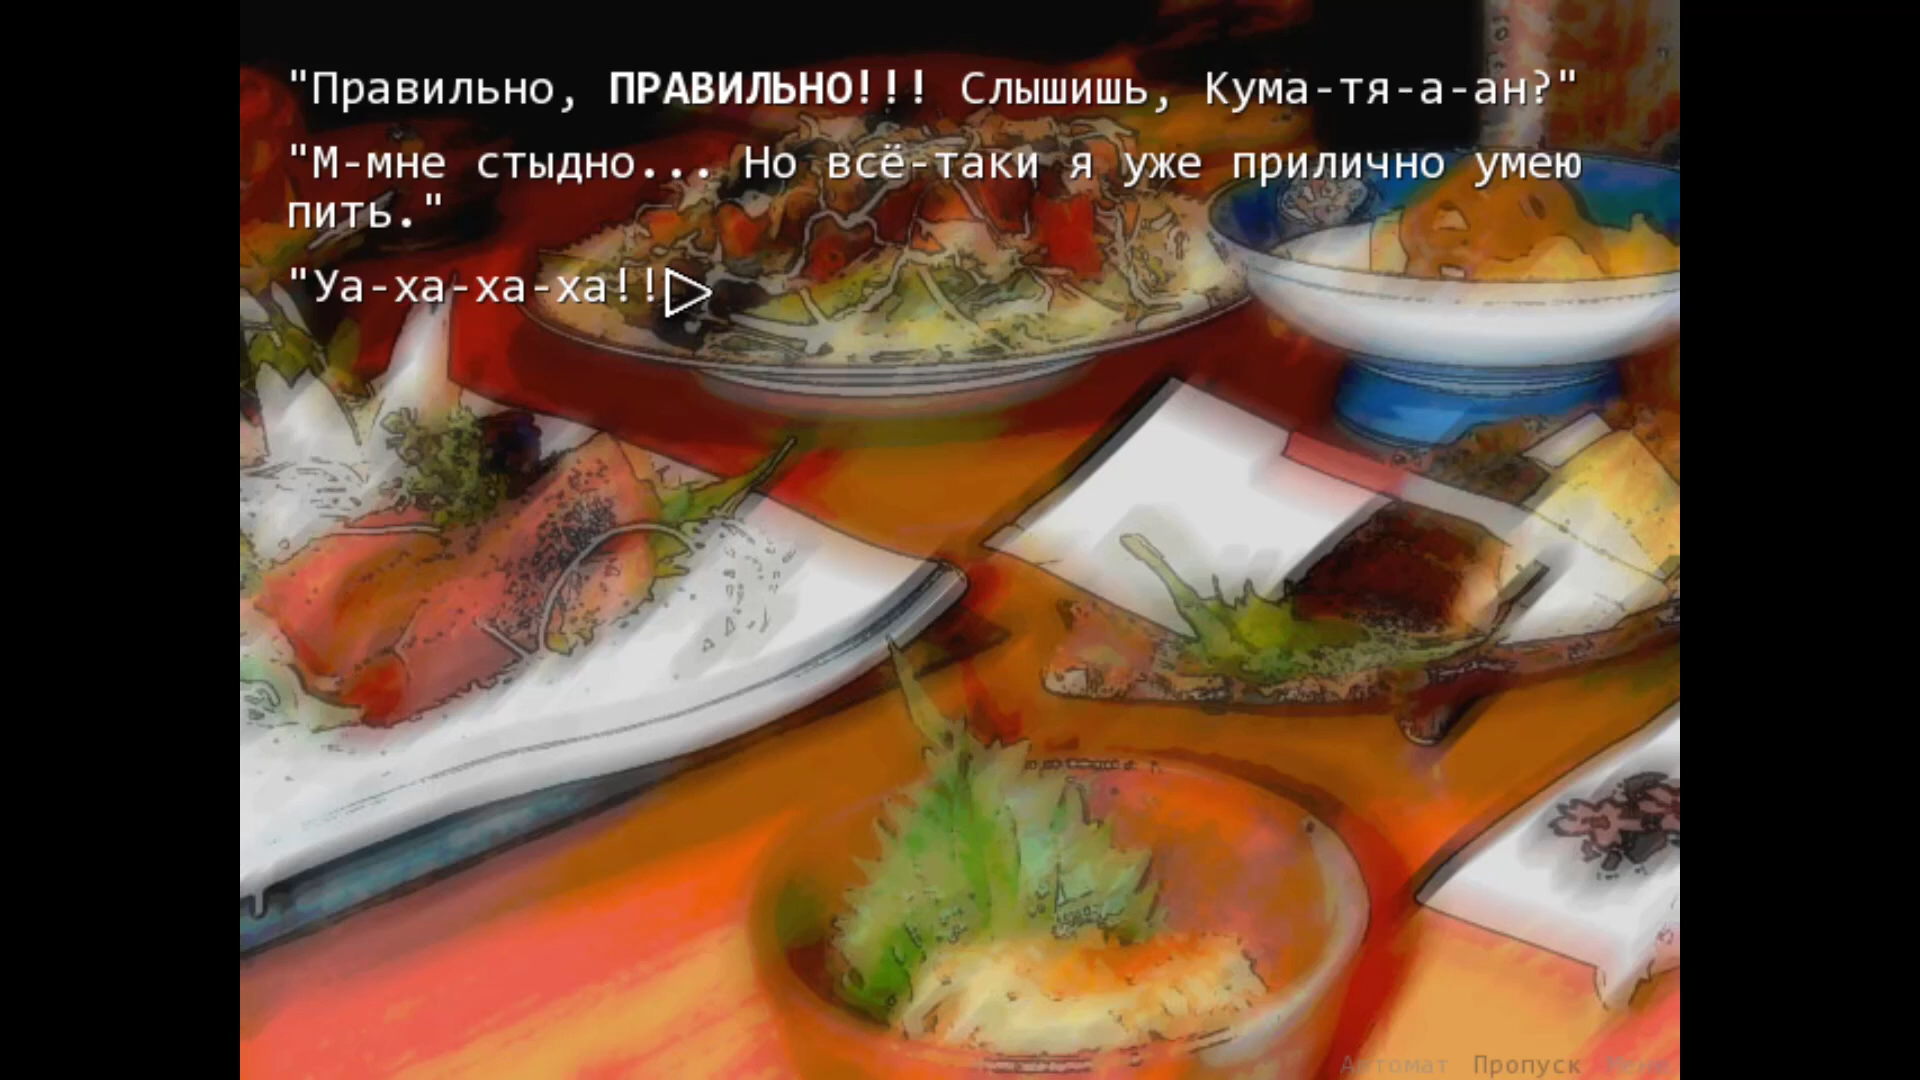 "Правильно, ПРАВИЛЬНО!!! Слышишь, Кума-тя-а-ан?"
"М-мне стыдно... Но всё-таки я уже прилично умею
пить."
"Уа-ха-ха-ха!!
Автомат Пропуск Меню